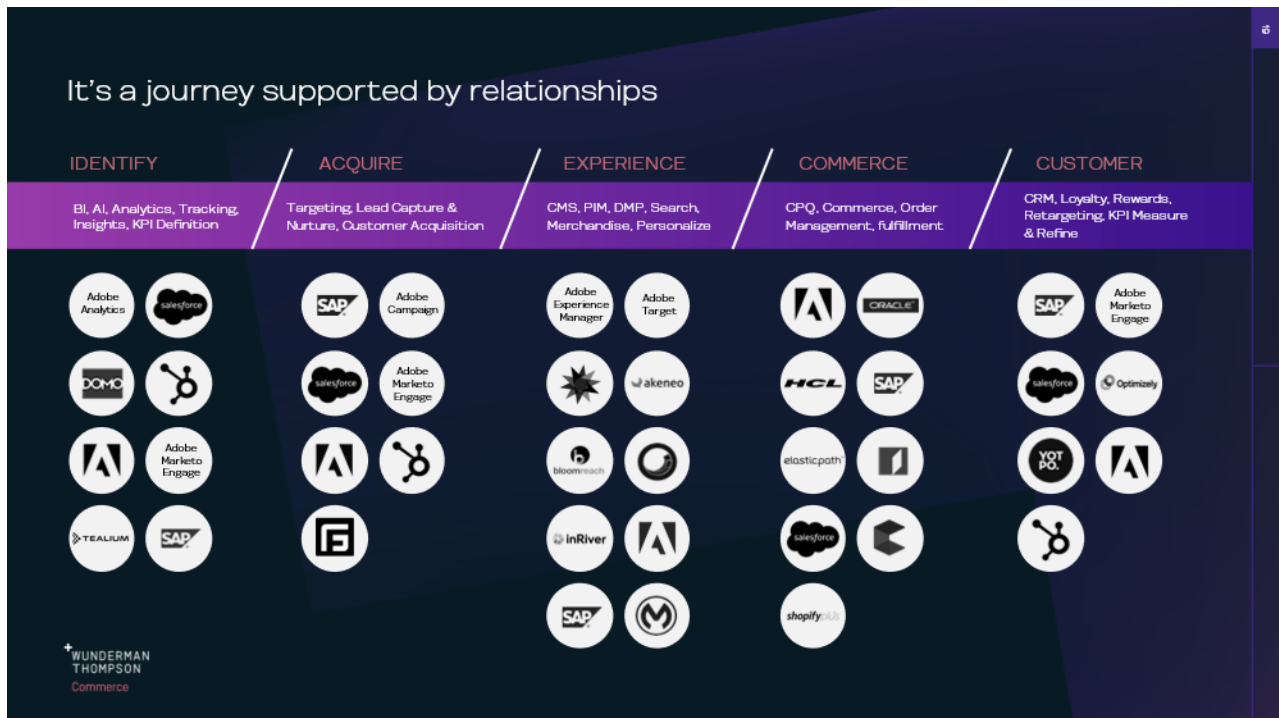 19
It's a journey supported by relationships
IDENTIFY
ACQUIRE
EXPERIENCE
COMMERCE
CUSTOMER
BI, AI, Analytics, Tracking,
Insights, KPI Definition
Targeting, Lead Capture &
Nurture, Customer Acquisition
CMS, PIM, DMP, Search,
Merchandise, Personalize
CPQ, Commerce, Order
Management, fulfillment
CRM, Loyalty, Rewards,
Retargeting, KPI Measure
& Refine
Adobe
Analytics
salesforce
DOMO
Adobe
Marketo
Engage
TEALIUM
SAP
SAP
Adobe
Campaign
salesforce
Adobe
Marketo
Engage
Adobe
Experience
Manager
Adobe
Target
akeneo
bloomreach
inRiver
SAP
ORACLE
HCL
SAP
elasticpath
salesforce
shopifyplus
SAP
Adobe
Marketo
Engage
salesforce
Optimizely
YOT
PO.
WUNDERMAN
THOMPSON
Commerce